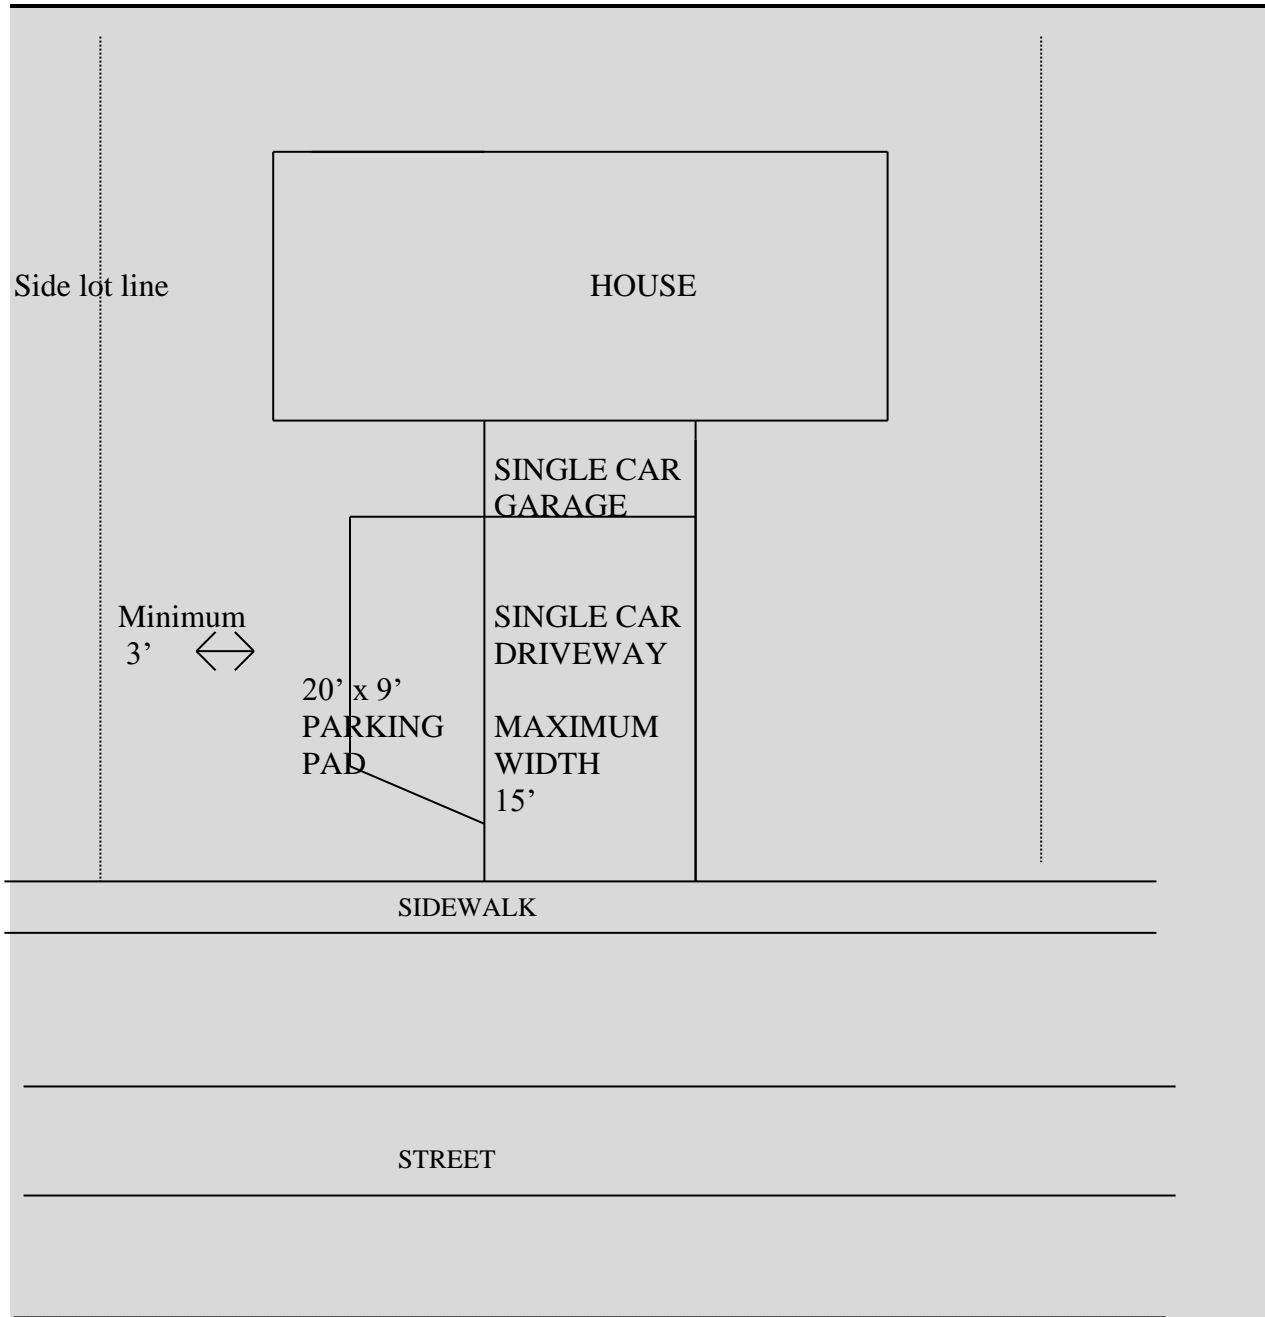 Side lot line
HOUSE
SINGLE CAR
GARAGE
Minimum
3’
SINGLE CAR
DRIVEWAY
20’ x 9’
PARKING
PAD
MAXIMUM
WIDTH
15’
SIDEWALK
STREET